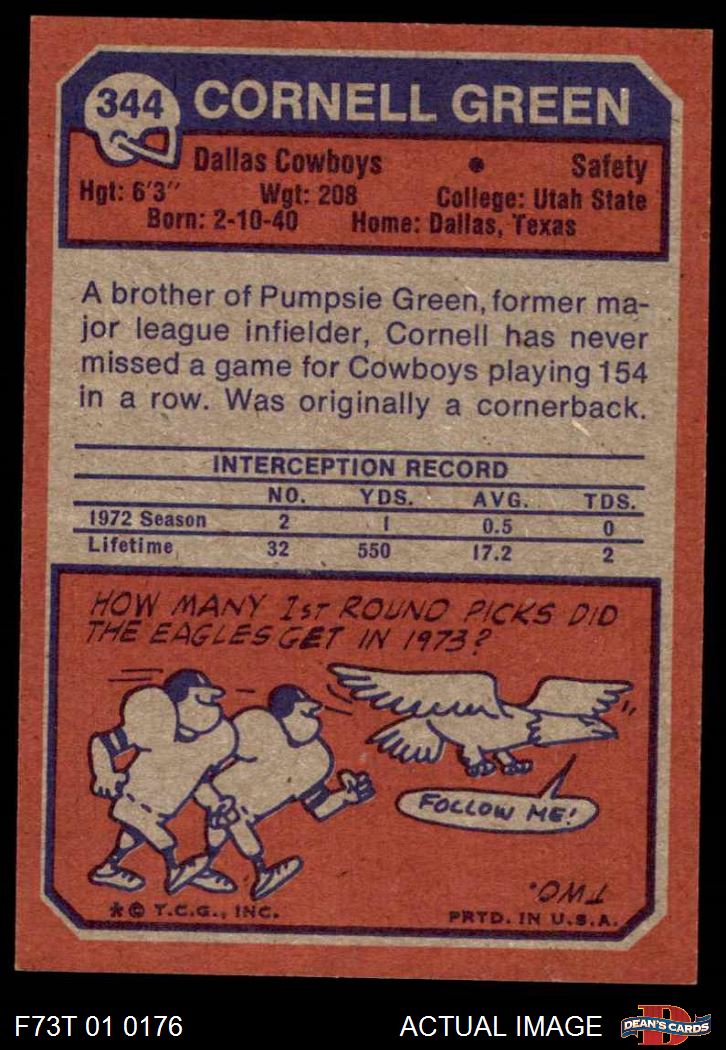 344 CORNELL GREEN
Dallas Cowboys • Safety
Hgt: 6'3" Wgt: 208 College: Utah State
Born: 2-10-40 Home: Dallas, Texas
A brother of Pumpsie Green, former ma-
jor league infielder, Cornell has never
missed a game for Cowboys playing 154
in a row. Was originally a cornerback.
INTERCEPTION RECORD
NO. YDS. AVG. TDS.
1972 Season 2 1 0.5 0
Lifetime 32 550 17.2 2
HOW MANY 1ST ROUND PICKS DID
THE EAGLES GET IN 1973?
FOLLOW ME!
TWO.
*© T.C.G., INC. PRTD. IN U.S.A.
F73T 01 0176 ACTUAL IMAGE D DEAN'S CARDS